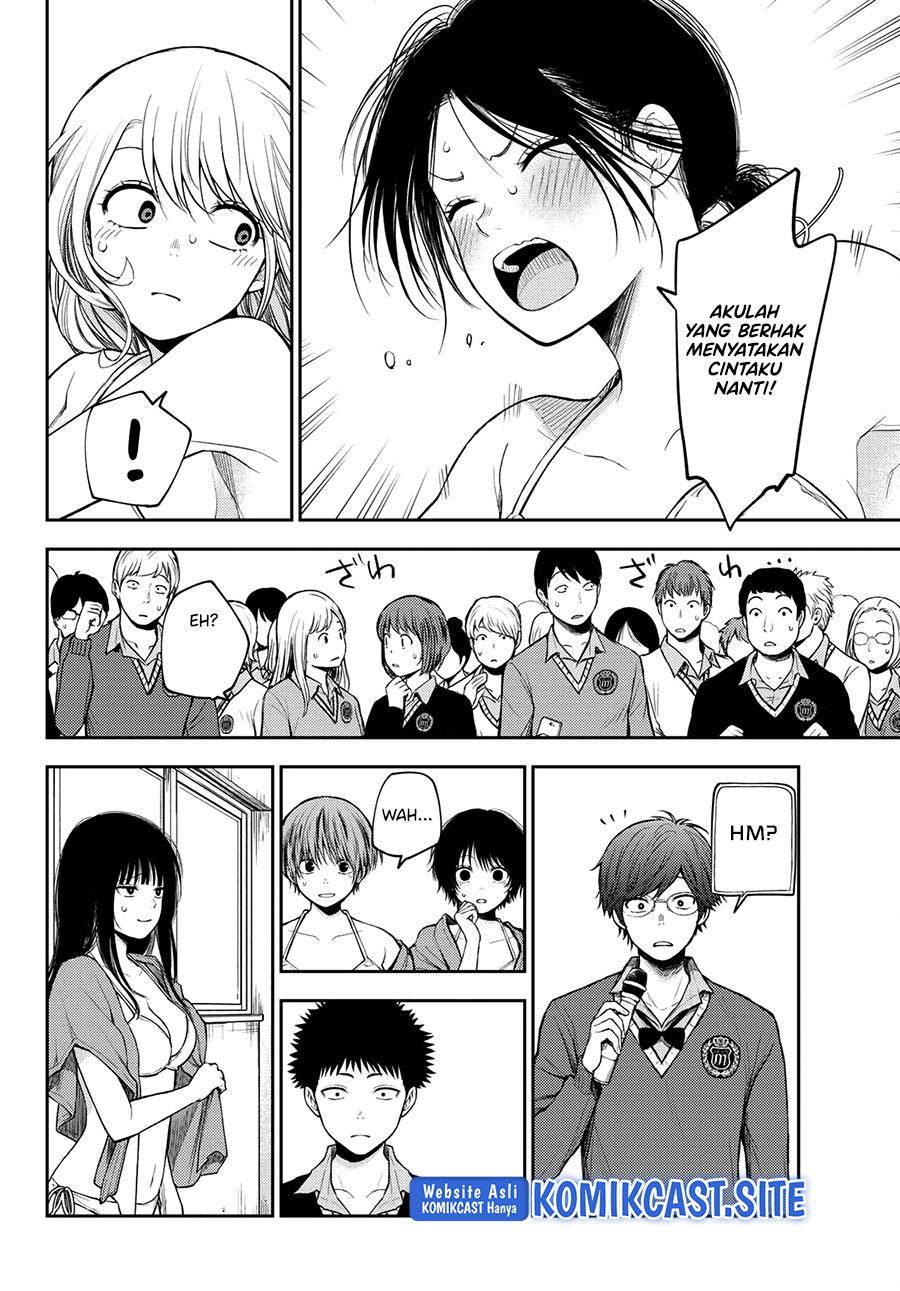 AKULAH
YANG BERHAK
MENYATAKAN
CINTAKU
NANTI!
!
ざわ
ざわ
...
EH?
HM?
WAH...
Website Asli
KOMIKCAST Hanya
KOMIKCAST.SITE